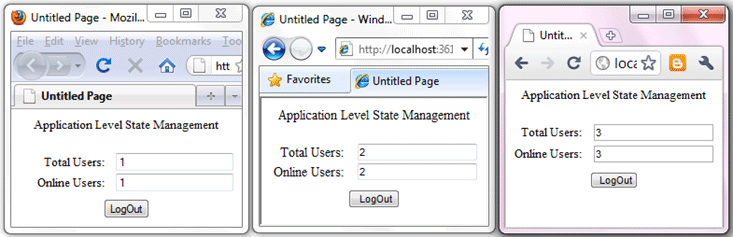 Untitled Page - Mozil...
File Edit View History Bookmarks Tools
htt
Untitled Page
Application Level State Management
Total Users: 1
Online Users: 1
LogOut
Untitled Page - Wind...
http://localhost:361
Favorites
Untitled Page
Application Level State Management
Total Users: 2
Online Users: 2
LogOut
Untit...
loca
Application Level State Management
Total Users: 3
Online Users: 3
LogOut